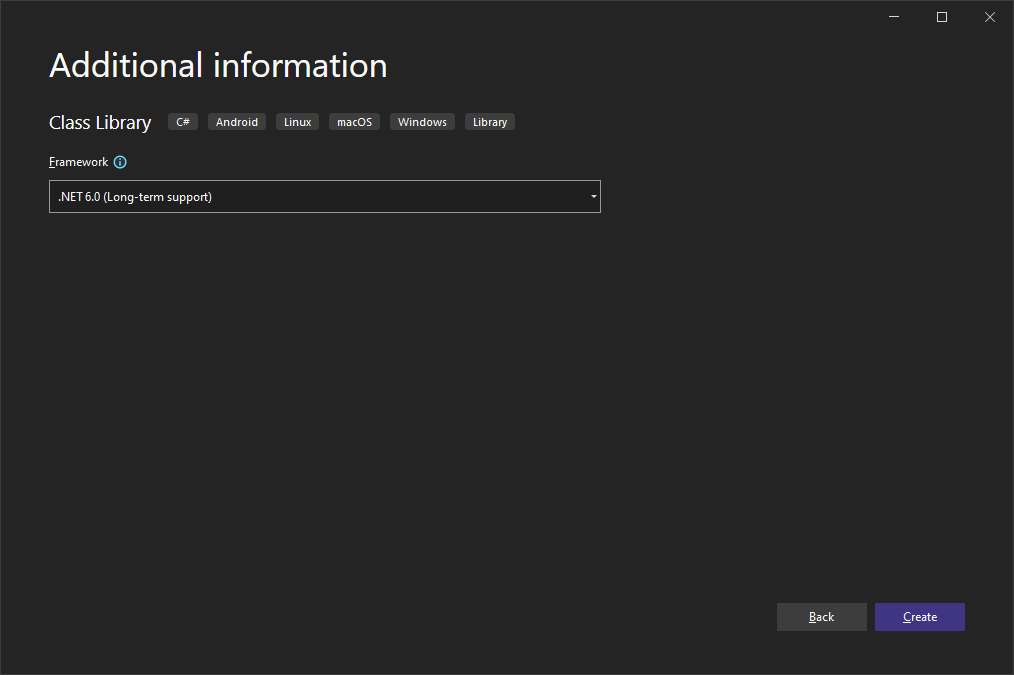 Additional information
Class Library C# Android Linux macOS Windows Library
Framework
.NET 6.0 (Long-term support)
Back Create